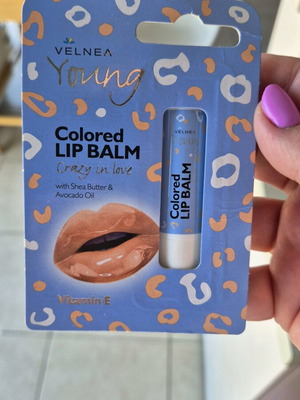 VELNEA
Young
Colored
LIP BALM
Crazy in love
with Shea Butter &
Avocado Oil
Vitamin E
VELNEA
Colored
LIP BALM